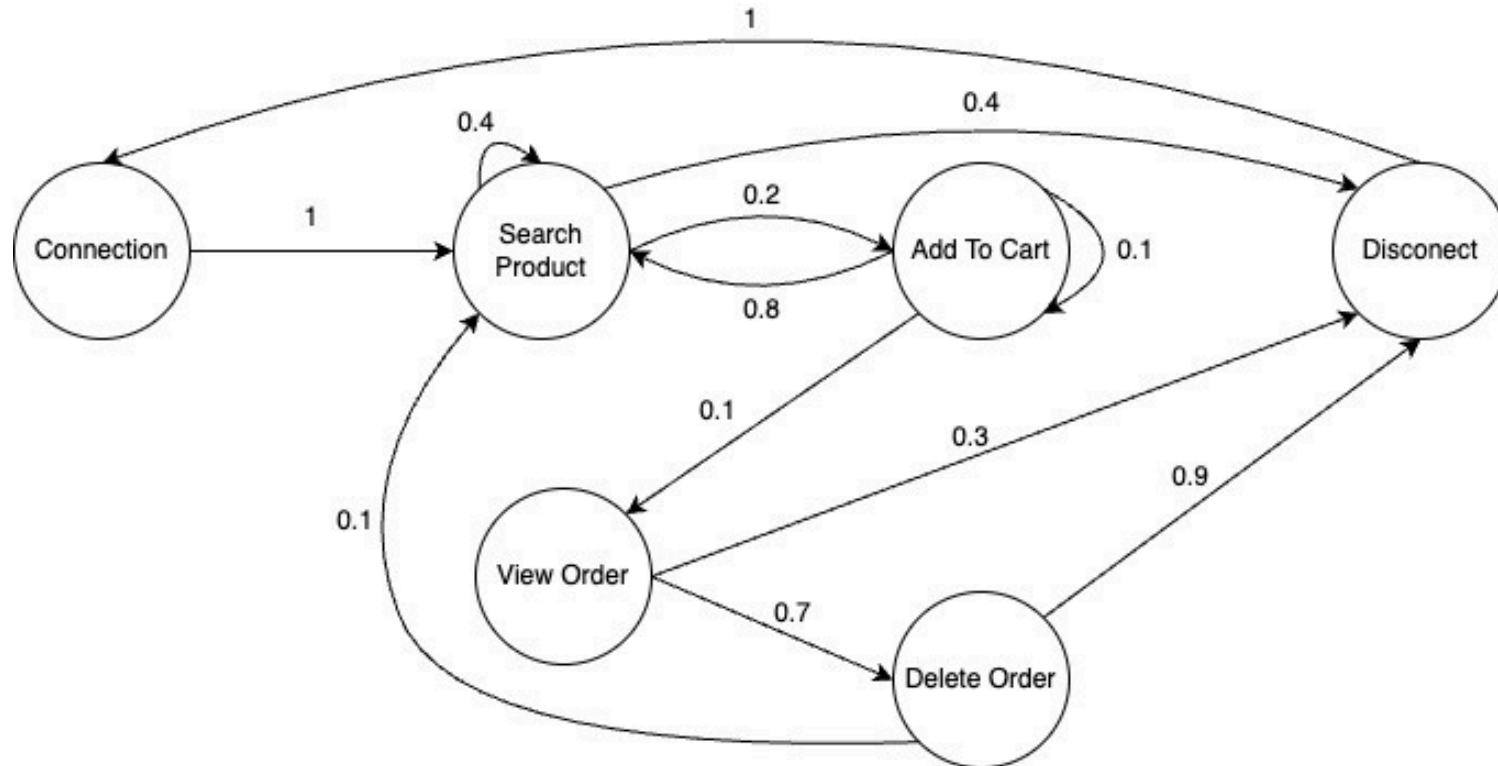 1
0.4
0.4
0.2
1
Connection
Search
Product
Add To Cart
0.1
Disconect
0.8
0.1
0.3
0.9
0.1
View Order
0.7
Delete Order